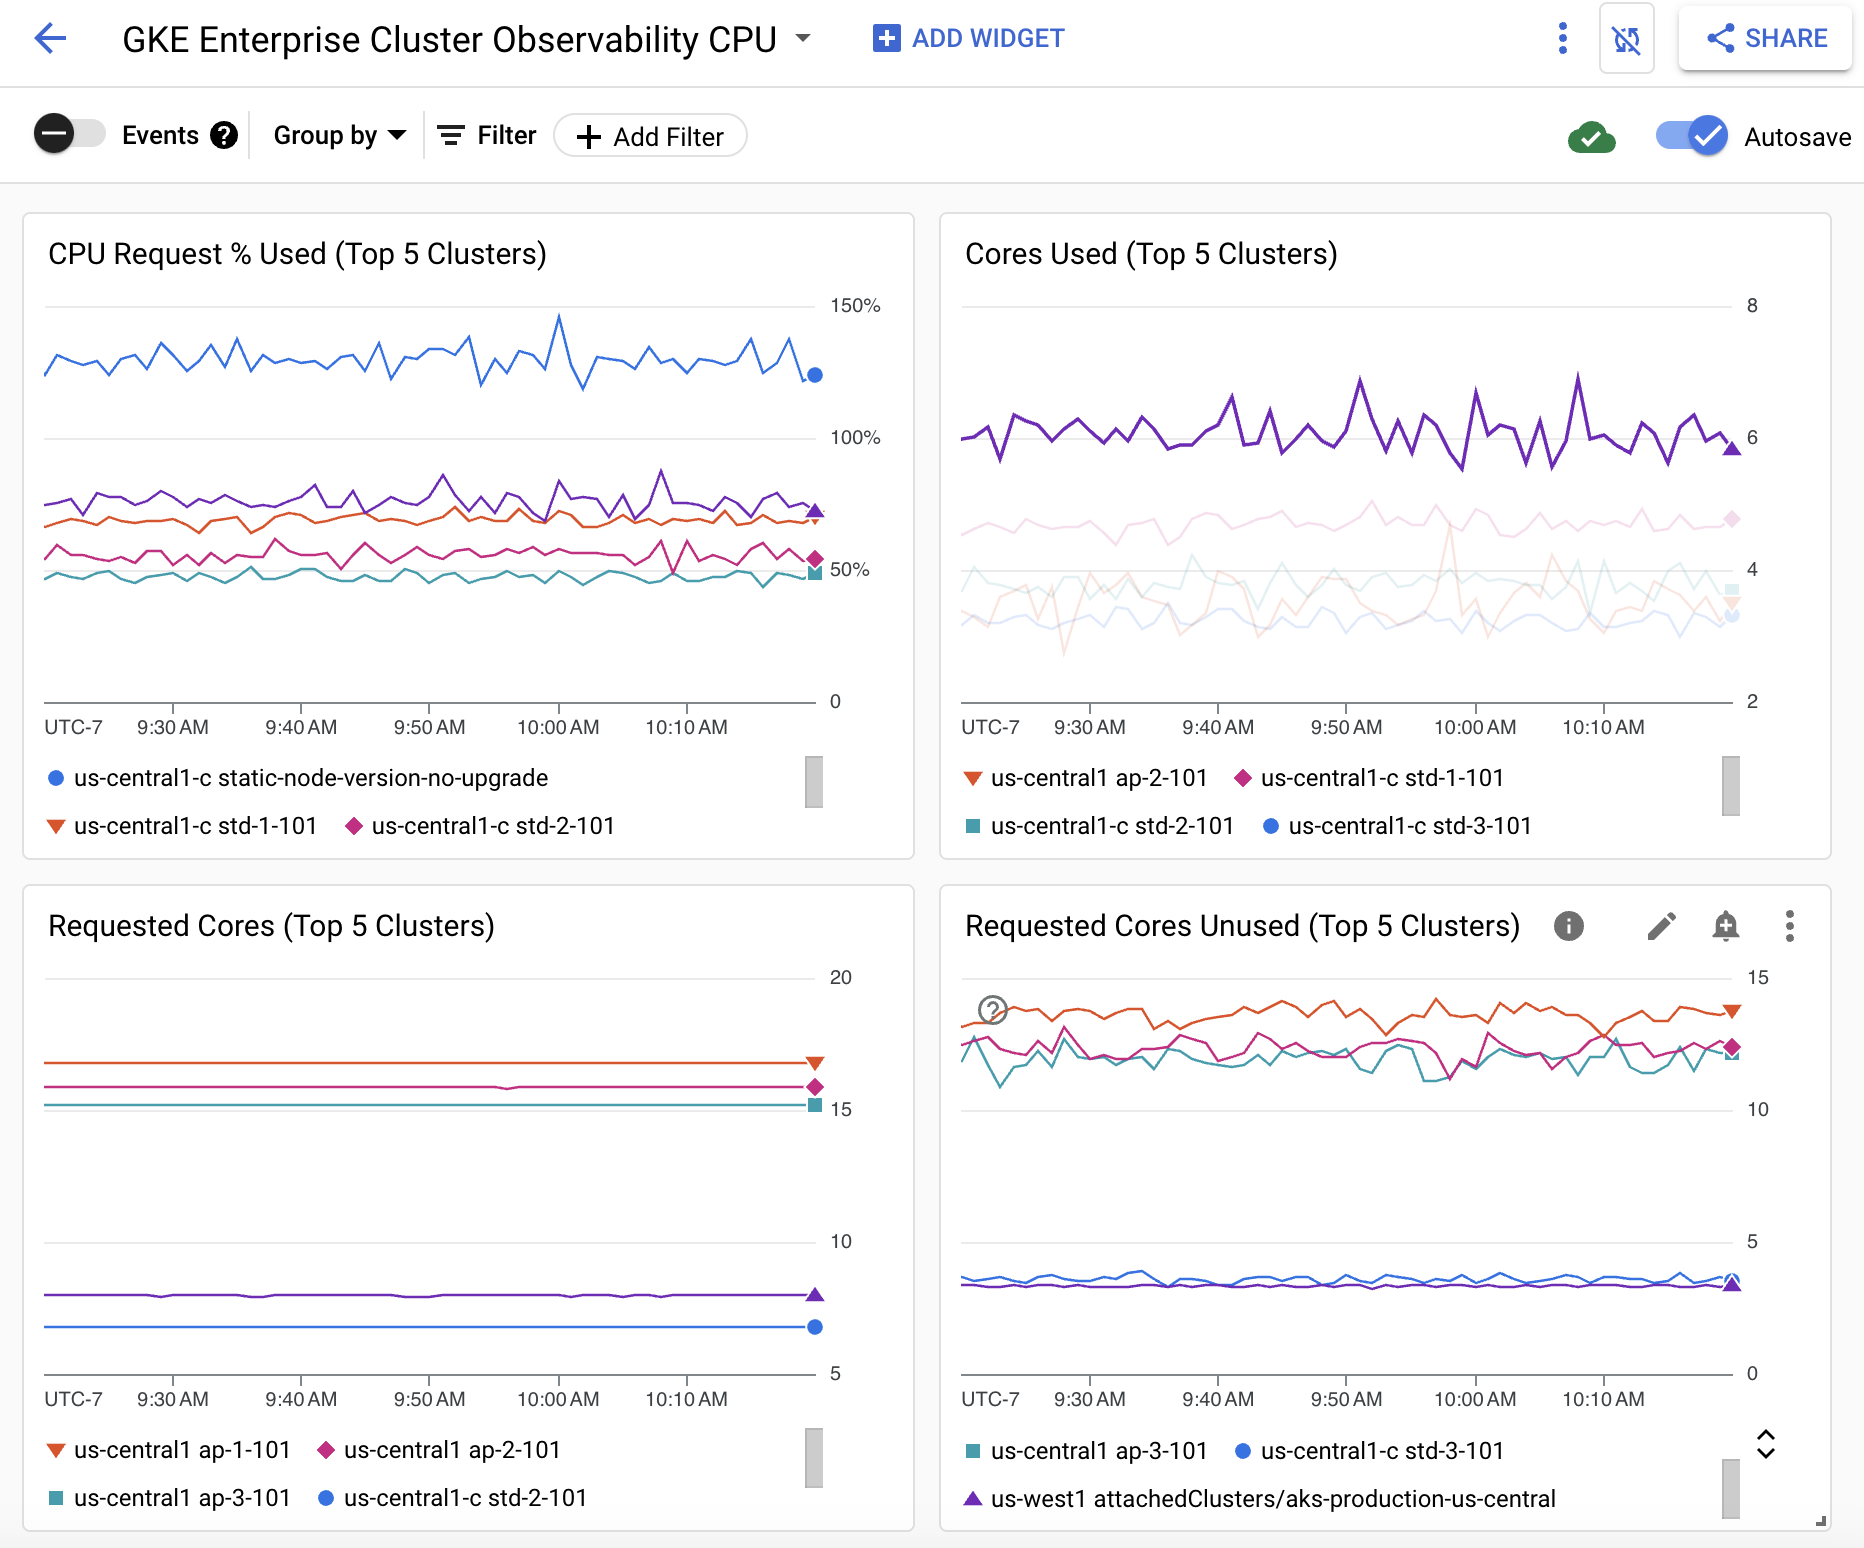 GKE Enterprise Cluster Observability CPU ADD WIDGET SHARE
Events ? Group by Filter Add Filter Autosave
CPU Request % Used (Top 5 Clusters)
150%
100%
50%
0
UTC-7 9:30 AM 9:40 AM 9:50 AM 10:00 AM 10:10 AM
us-central1-c static-node-version-no-upgrade
us-central1-c std-1-101 us-central1-c std-2-101
Cores Used (Top 5 Clusters)
8
6
4
2
UTC-7 9:30 AM 9:40 AM 9:50 AM 10:00 AM 10:10 AM
us-central1 ap-2-101 us-central1-c std-1-101
us-central1-c std-2-101 us-central1-c std-3-101
Requested Cores (Top 5 Clusters)
20
15
10
5
UTC-7 9:30 AM 9:40 AM 9:50 AM 10:00 AM 10:10 AM
us-central1 ap-1-101 us-central1 ap-2-101
us-central1 ap-3-101 us-central1-c std-2-101
Requested Cores Unused (Top 5 Clusters) i
15
?
10
5
0
UTC-7 9:30 AM 9:40 AM 9:50 AM 10:00 AM 10:10 AM
us-central1 ap-3-101 us-central1-c std-3-101
us-west1 attachedClusters/aks-production-us-central